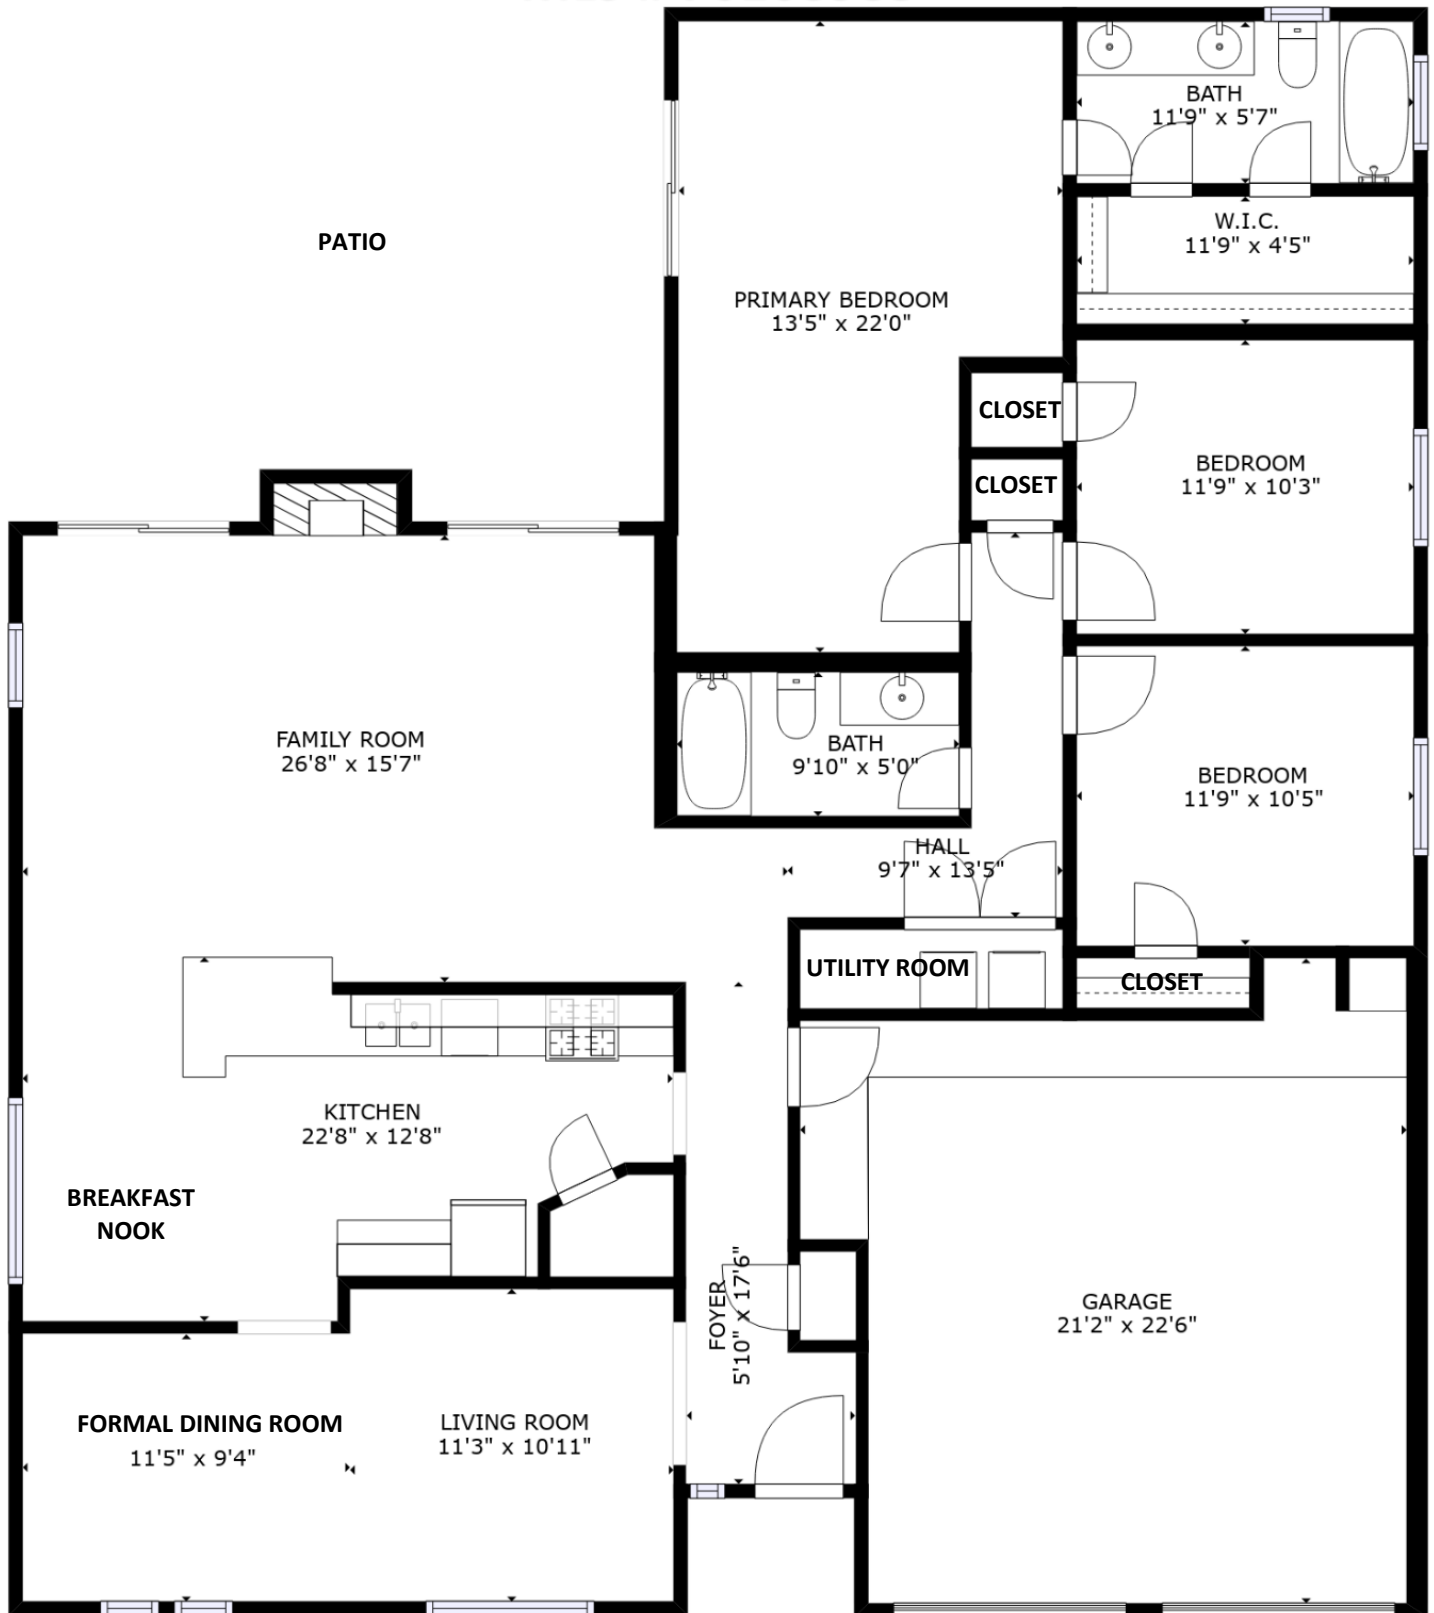 BATH
11'9" x 5'7"
W.I.C.
11'9" x 4'5"
PATIO
PRIMARY BEDROOM
13'5" x 22'0"
CLOSET
CLOSET
BEDROOM
11'9" x 10'3"
FAMILY ROOM
26'8" x 15'7"
BATH
9'10" x 5'0"
BEDROOM
11'9" x 10'5"
HALL
9'7" x 13'5"
UTILITY ROOM
CLOSET
KITCHEN
22'8" x 12'8"
BREAKFAST
NOOK
FOYER
5'10" x 17'6"
GARAGE
21'2" x 22'6"
FORMAL DINING ROOM
11'5" x 9'4"
LIVING ROOM
11'3" x 10'11"